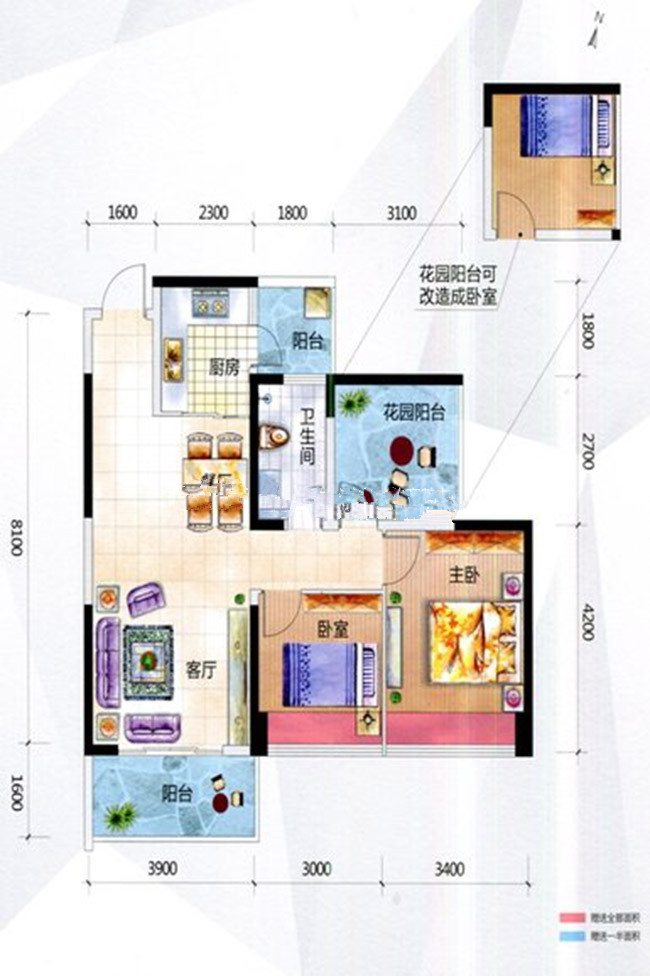 N
1600
2300
1800
3100
花园阳台可
改造成卧室
1800
2700
4200
8100
1600
阳台
厨房
卫生间
花园阳台
主卧
卧室
客厅
阳台
3900
3000
3400
赠送全部面积
赠送一半面积